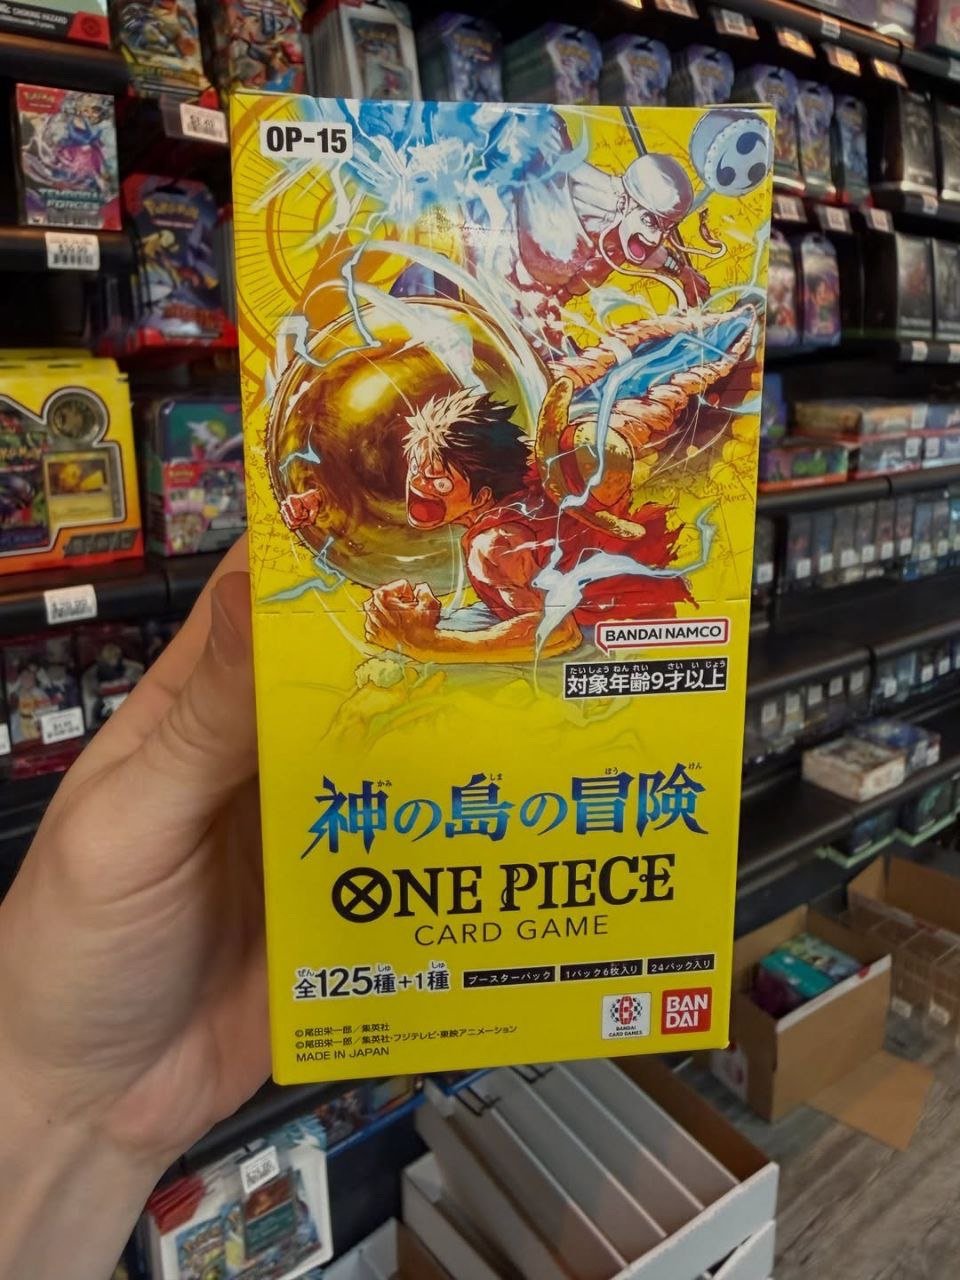 OP-15
BANDAI NAMCO
たいしょうねんれい さいいじょう
対象年齢9才以上
かみ しま ぼう けん
神の島の冒険
ONE PIECE
CARD GAME
ぜん しゅ しゅ
全125種+1種
ブースターパック
1パック6枚入り
24パック入り
BANDAI
CARD GAMES
BAN
DAI
©尾田栄一郎/集英社
©尾田栄一郎/集英社・フジテレビ・東映アニメーション
MADE IN JAPAN